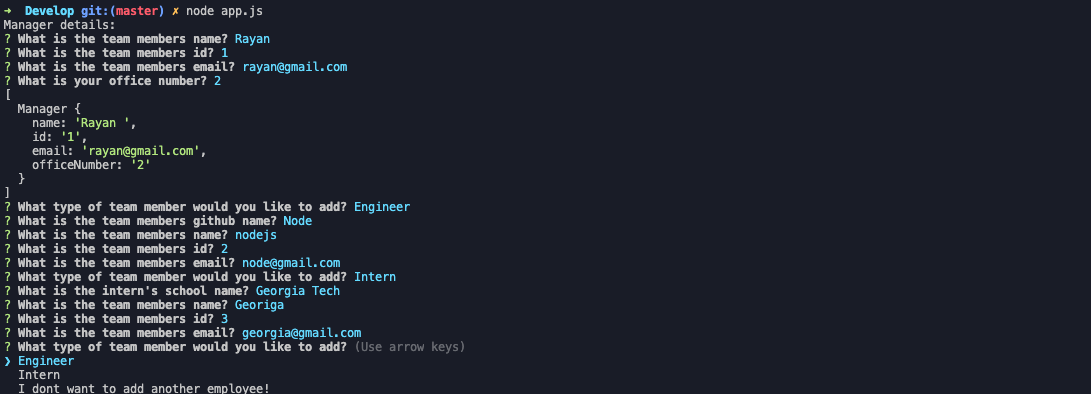 → Develop git:(master) ✗ node app.js
Manager details:
? What is the team members name? Rayan
? What is the team members id? 1
? What is the team members email? rayan@gmail.com
? What is your office number? 2
[
  Manager {
    name: 'Rayan ',
    id: '1',
    email: 'rayan@gmail.com',
    officeNumber: '2'
  }
]
? What type of team member would you like to add? Engineer
? What is the team members github name? Node
? What is the team members name? nodejs
? What is the team members id? 2
? What is the team members email? node@gmail.com
? What type of team member would you like to add? Intern
? What is the intern's school name? Georgia Tech
? What is the team members name? Georiga
? What is the team members id? 3
? What is the team members email? georgia@gmail.com
? What type of team member would you like to add? (Use arrow keys)
❯ Engineer
  Intern
  I dont want to add another employee!